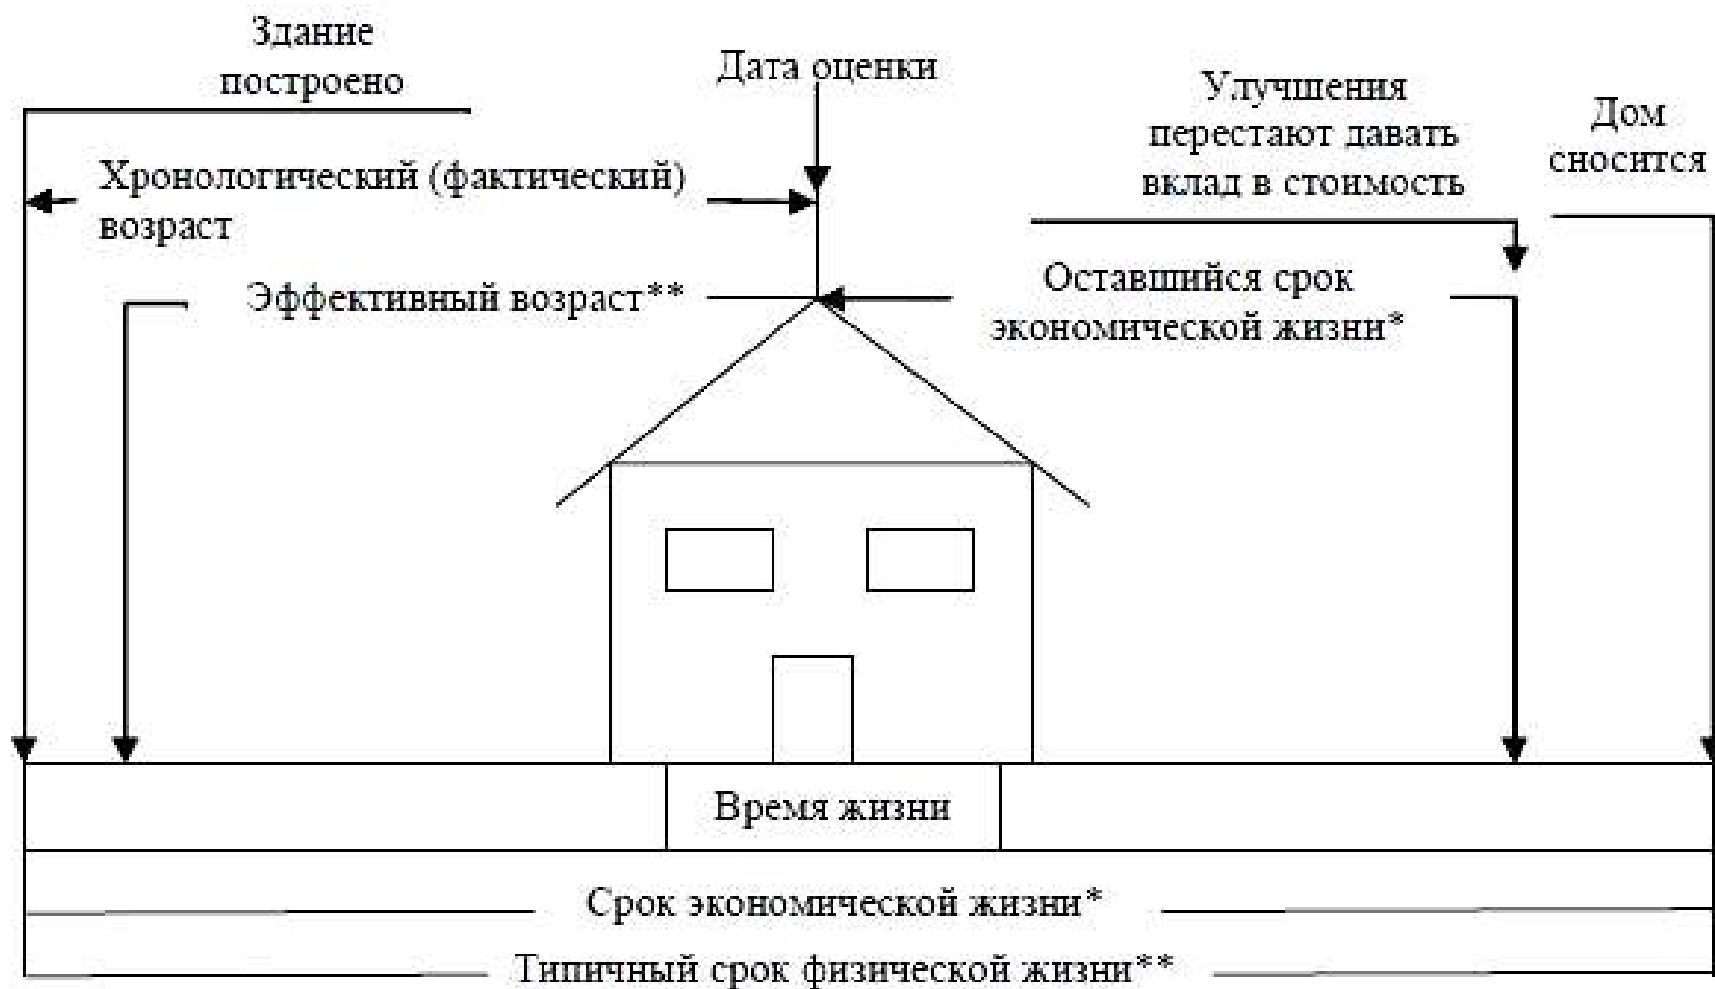 Здание
построено
Дата оценки
Улучшения
перестают давать
вклад в стоимость
Дом
сносится
Хронологический (фактический)
возраст
Эффективный возраст**
Оставшийся срок
экономической жизни*
Время жизни
Срок экономической жизни*
Типичный срок физической жизни**